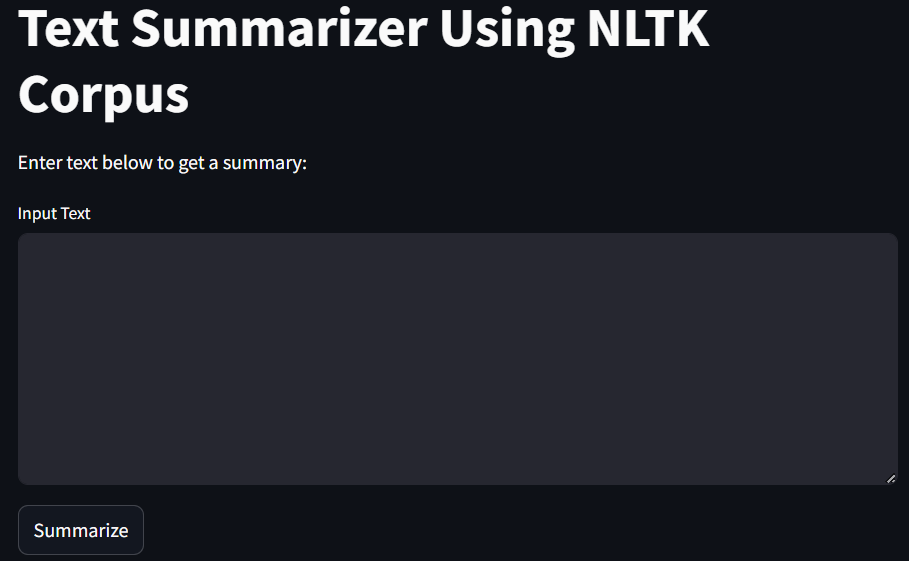 Text Summarizer Using NLTK
Corpus
Enter text below to get a summary:
Input Text
Summarize